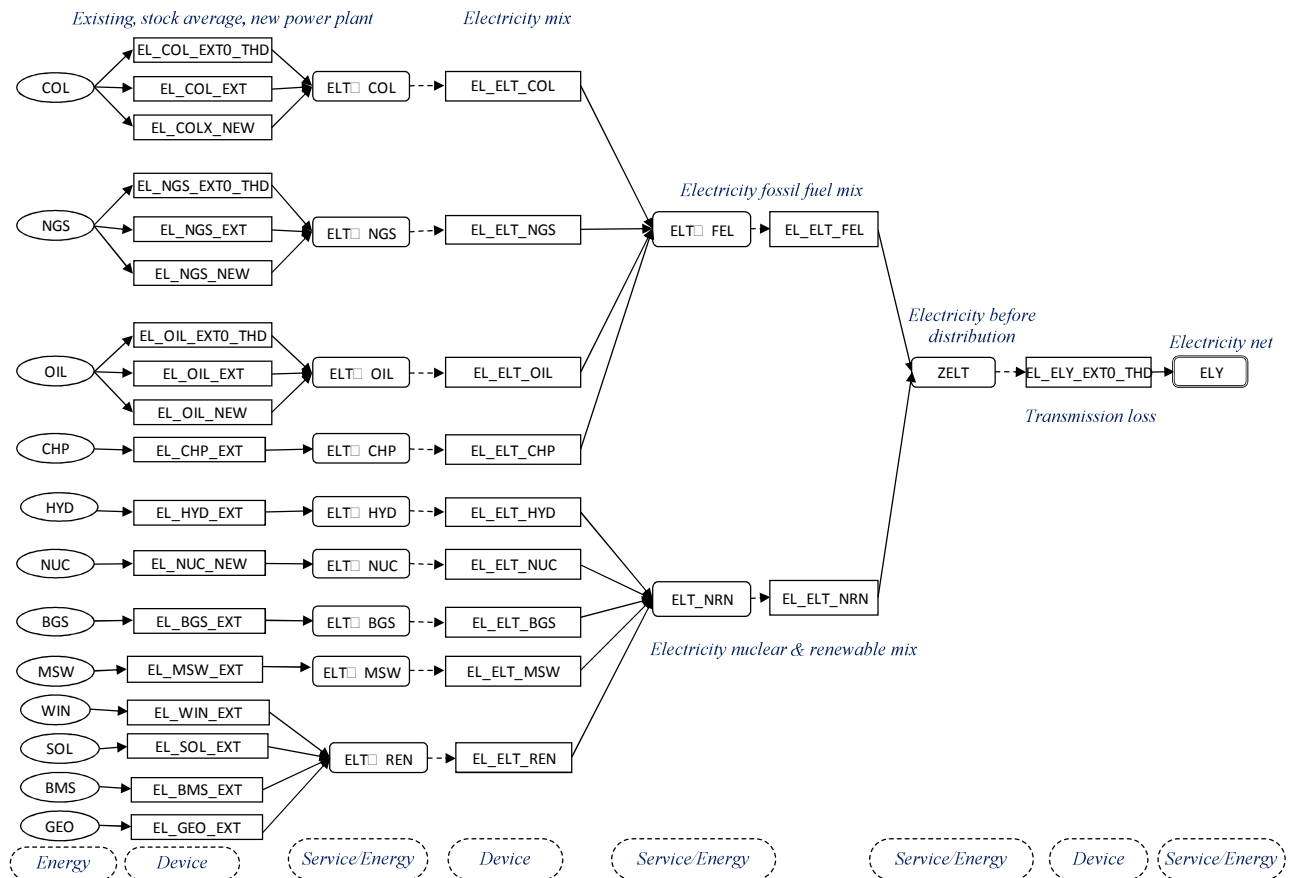 Existing, stock average, new power plant
Electricity mix
EL_COL_EXT0_THD
COL
EL_COL_EXT
ELT□ COL
EL_ELT_COL
EL_COLX_NEW
EL_NGS_EXT0_THD
Electricity fossil fuel mix
NGS
EL_NGS_EXT
ELT□ NGS
EL_ELT_NGS
ELT□ FEL
EL_ELT_FEL
EL_NGS_NEW
Electricity before
distribution
EL_OIL_EXT0_THD
Electricity net
OIL
EL_OIL_EXT
ELT□ OIL
EL_ELT_OIL
ZELT
EL_ELY_EXT0_THD
ELY
EL_OIL_NEW
Transmission loss
CHP
EL_CHP_EXT
ELT□ CHP
EL_ELT_CHP
HYD
EL_HYD_EXT
ELT□ HYD
EL_ELT_HYD
NUC
EL_NUC_NEW
ELT□ NUC
EL_ELT_NUC
ELT_NRN
EL_ELT_NRN
BGS
EL_BGS_EXT
ELT□ BGS
EL_ELT_BGS
Electricity nuclear & renewable mix
MSW
EL_MSW_EXT
ELT□ MSW
EL_ELT_MSW
WIN
EL_WIN_EXT
SOL
EL_SOL_EXT
ELT□ REN
EL_ELT_REN
BMS
EL_BMS_EXT
GEO
EL_GEO_EXT
Energy
Device
Service/Energy
Device
Service/Energy
Service/Energy
Device
Service/Energy